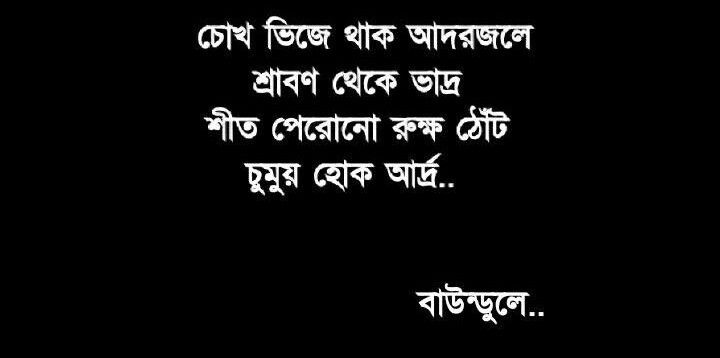 চোখ ভিজে থাক আদরজলে
শ্রাবণ থেকে ভাদ্র
শীত পেরোনো রুক্ষ ঠোঁট
চুমুয় হোক আর্দ্র..
বাউন্ডুলে..